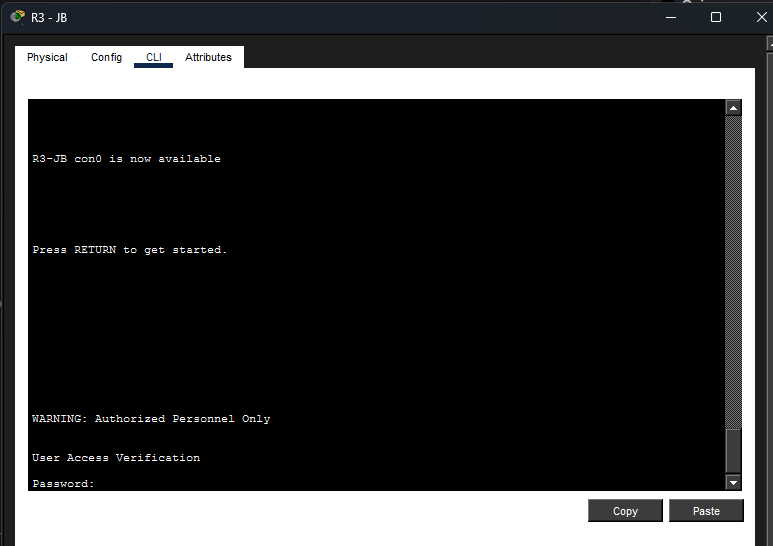 R3 - JB
Physical Config CLI Attributes
R3-JB con0 is now available
Press RETURN to get started.
WARNING: Authorized Personnel Only
User Access Verification
Password:
Copy Paste